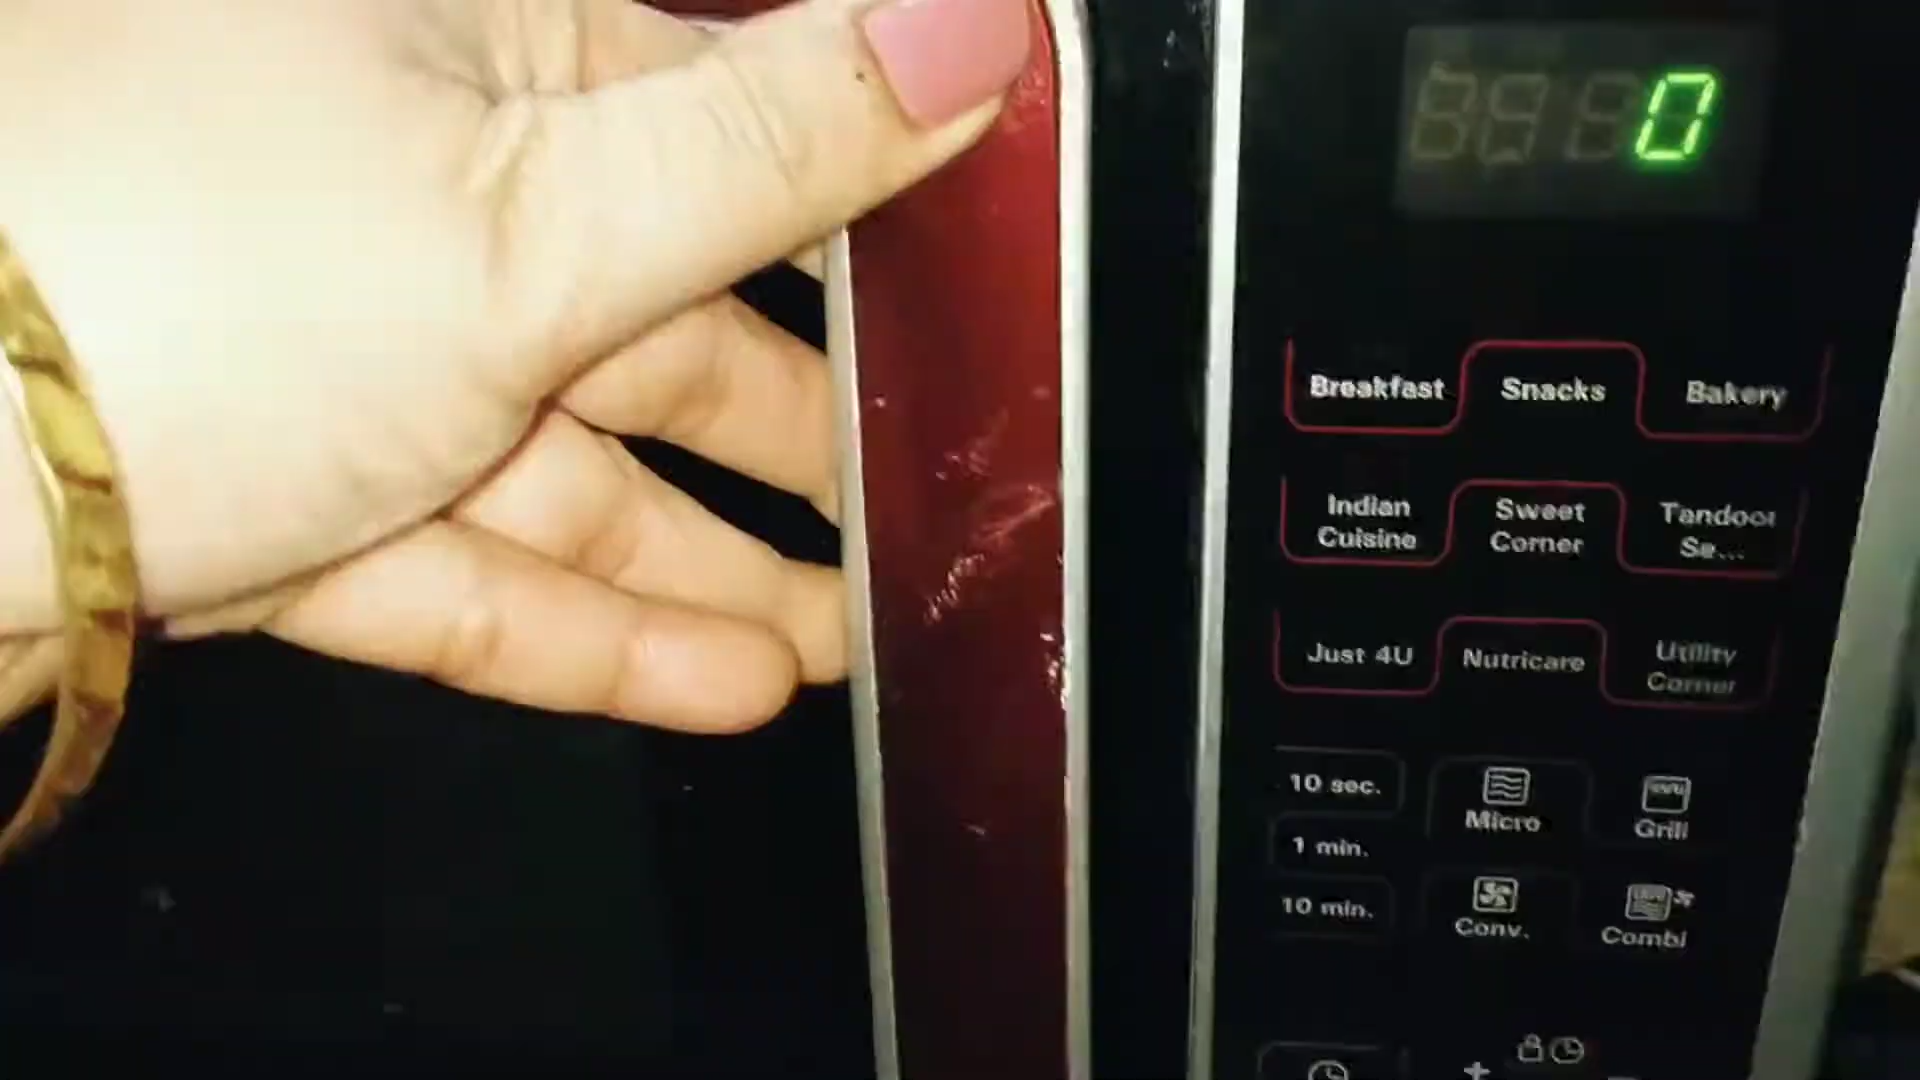 0
Breakfast Snacks Bakery
Indian Cuisine
Sweet Corner
Tandoor Se...
Just 4U Nutricare Utility Corner
10 sec. Micro Grill
1 min.
10 min. Conv. Combi
+